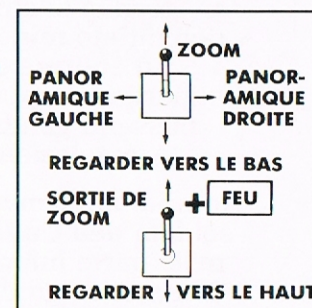 ZOOM
PANOR
AMIQUE
GAUCHE
PANOR-
AMIQUE
DROITE
REGARDER VERS LE BAS
SORTIE DE
ZOOM
+ FEU
REGARDER VERS LE HAUT